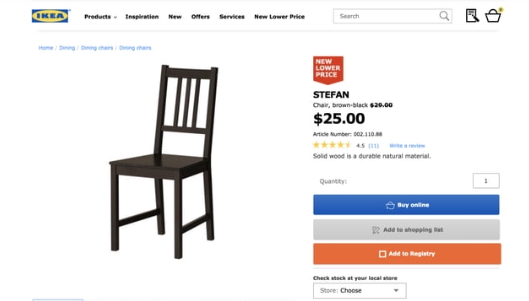 IKEA
Products Inspiration New Offers Services New Lower Price
Search
Home / Dining / Dining chairs / Dining chairs
NEW
LOWER
PRICE
STEFAN
Chair, brown-black $29.00
$25.00
Article Number: 002.110.88
4.5 (11) Write a review
Solid wood is a durable natural material.
Quantity: 1
Buy online
Add to shopping list
Add to Registry
Check stock at your local store
Store: Choose